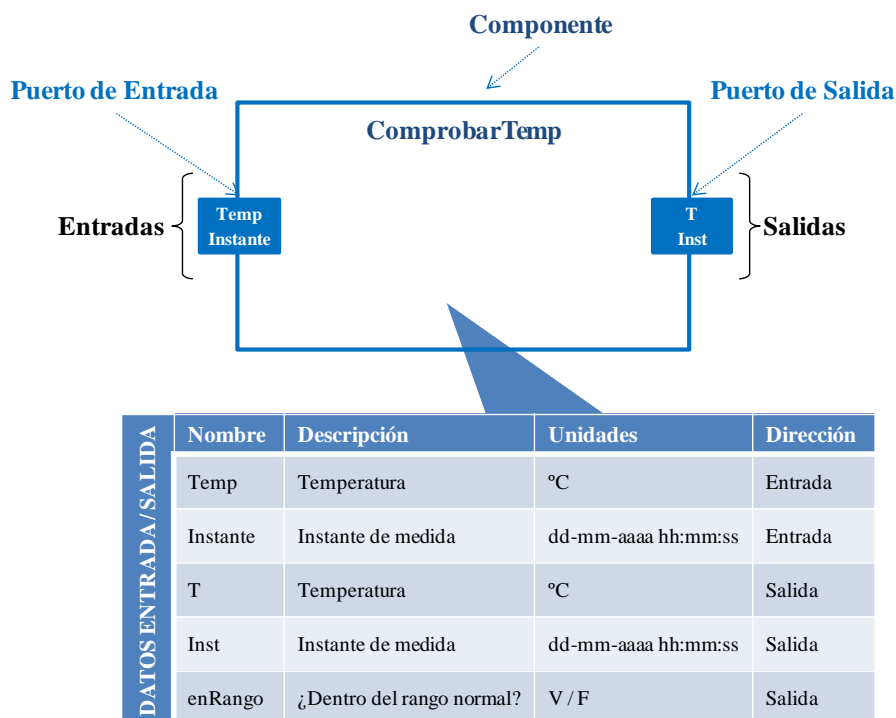 Componente
Puerto de Entrada
Puerto de Salida
ComprobarTemp
Entradas
Temp
Instante
T
Inst
Salidas
DATOS ENTRADA / SALIDA
Nombre Descripción Unidades Dirección
Temp Temperatura ºC Entrada
Instante Instante de medida dd-mm-aaaa hh:mm:ss Entrada
T Temperatura ºC Salida
Inst Instante de medida dd-mm-aaaa hh:mm:ss Salida
enRango ¿Dentro del rango normal? V / F Salida